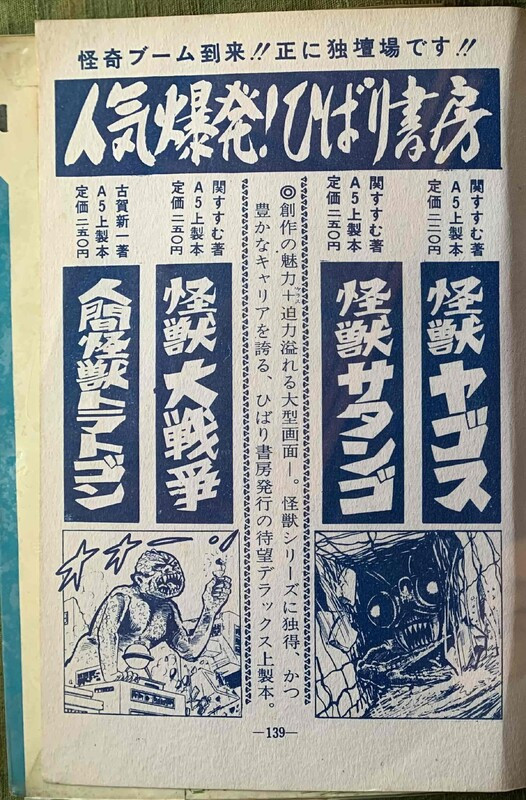 怪奇ブーム到来!!正に独壇場です!!
人気爆発!ひばり書房
関すすむ著
A5上製本
定価二二〇円
怪獣ヤゴス
関すすむ著
A5上製本
定価二五〇円
怪獣サタンゴ
◎創作の魅力＋迫力溢れる大型画面―。怪獣シリーズに独得、かつ
豊かなキャリアを誇る、ひばり書房発行の待望デラックス上製本。
関すすむ著
A5上製本
定価二五〇円
怪獣大戦争
古賀新一著
A5上製本
定価二五〇円
人間怪獣トラトゴン
オオー!!
―139―